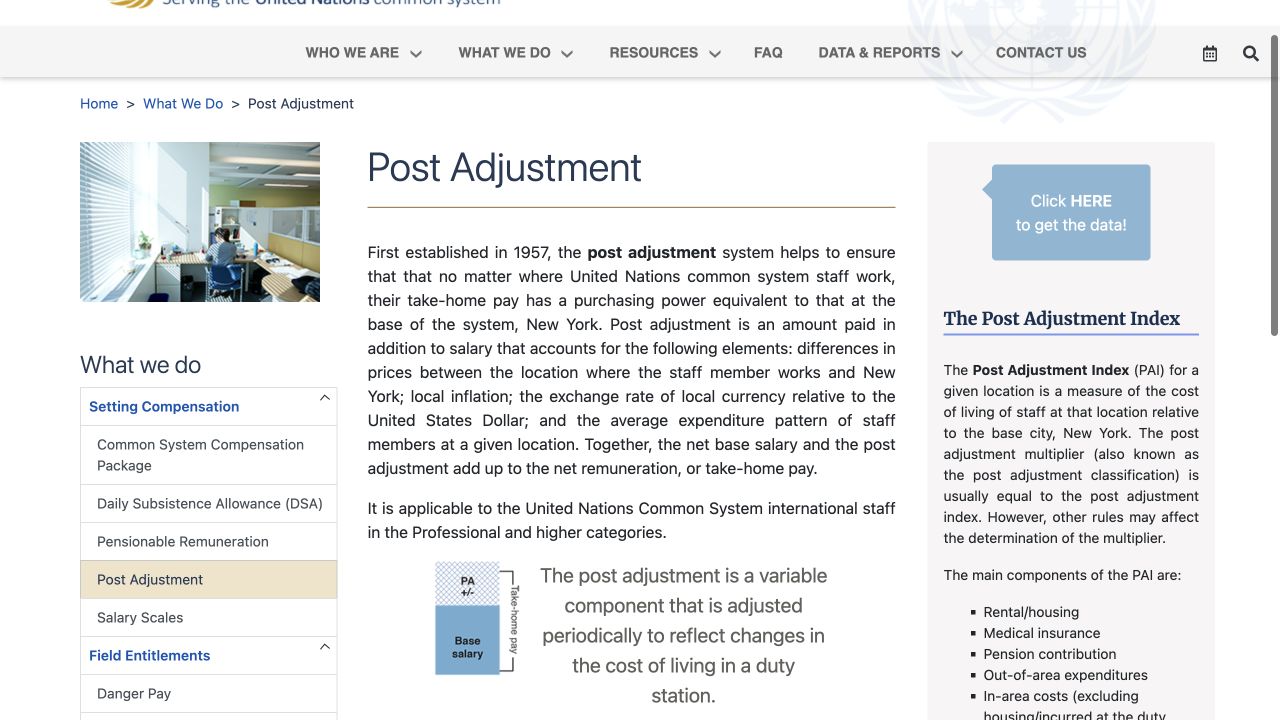 Serving the United Nations common system
WHO WE ARE
WHAT WE DO
RESOURCES
FAQ
DATA & REPORTS
CONTACT US
Home > What We Do > Post Adjustment
What we do
Setting Compensation
Common System Compensation
Package
Daily Subsistence Allowance (DSA)
Pensionable Remuneration
Post Adjustment
Salary Scales
Field Entitlements
Danger Pay
Post Adjustment
First established in 1957, the post adjustment system helps to ensure
that that no matter where United Nations common system staff work,
their take-home pay has a purchasing power equivalent to that at the
base of the system, New York. Post adjustment is an amount paid in
addition to salary that accounts for the following elements: differences in
prices between the location where the staff member works and New
York; local inflation; the exchange rate of local currency relative to the
United States Dollar; and the average expenditure pattern of staff
members at a given location. Together, the net base salary and the post
adjustment add up to the net remuneration, or take-home pay.
It is applicable to the United Nations Common System international staff
in the Professional and higher categories.
PA
+/-
Base
salary
Take-home pay
The post adjustment is a variable
component that is adjusted
periodically to reflect changes in
the cost of living in a duty
station.
Click HERE
to get the data!
The Post Adjustment Index
The Post Adjustment Index (PAI) for a
given location is a measure of the cost
of living of staff at that location relative
to the base city, New York. The post
adjustment multiplier (also known as
the post adjustment classification) is
usually equal to the post adjustment
index. However, other rules may affect
the determination of the multiplier.
The main components of the PAI are:
▪ Rental/housing
▪ Medical insurance
▪ Pension contribution
▪ Out-of-area expenditures
▪ In-area costs (excluding
housing/incurred at the duty